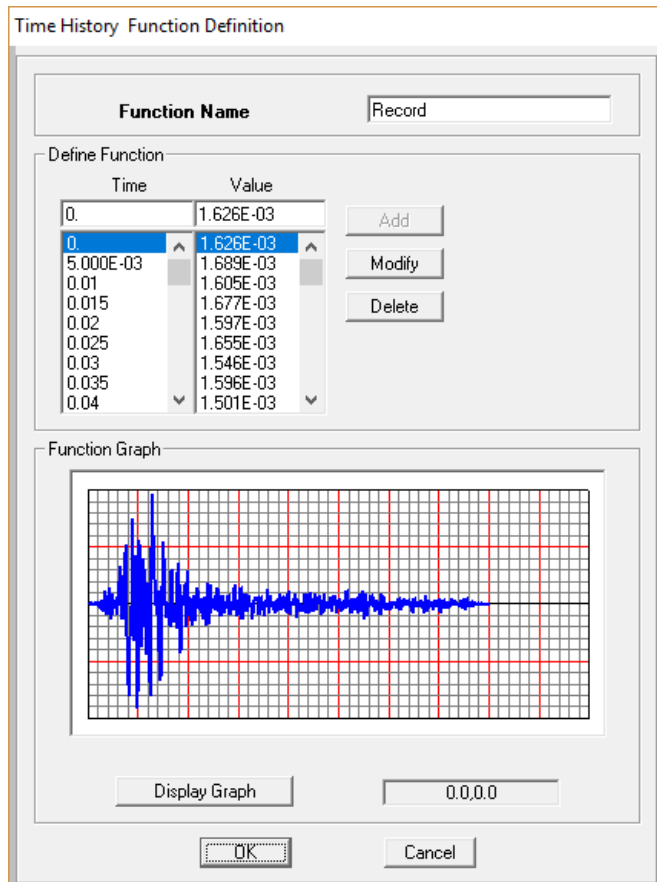 Time History Function Definition
Function Name
Record
Define Function
Time Value
0. 1.626E-03
0. 1.626E-03
5.000E-03 1.689E-03
0.01 1.605E-03
0.015 1.677E-03
0.02 1.597E-03
0.025 1.655E-03
0.03 1.546E-03
0.035 1.596E-03
0.04 1.501E-03
Add
Modify
Delete
Function Graph
Display Graph
0.0,0.0
OK
Cancel